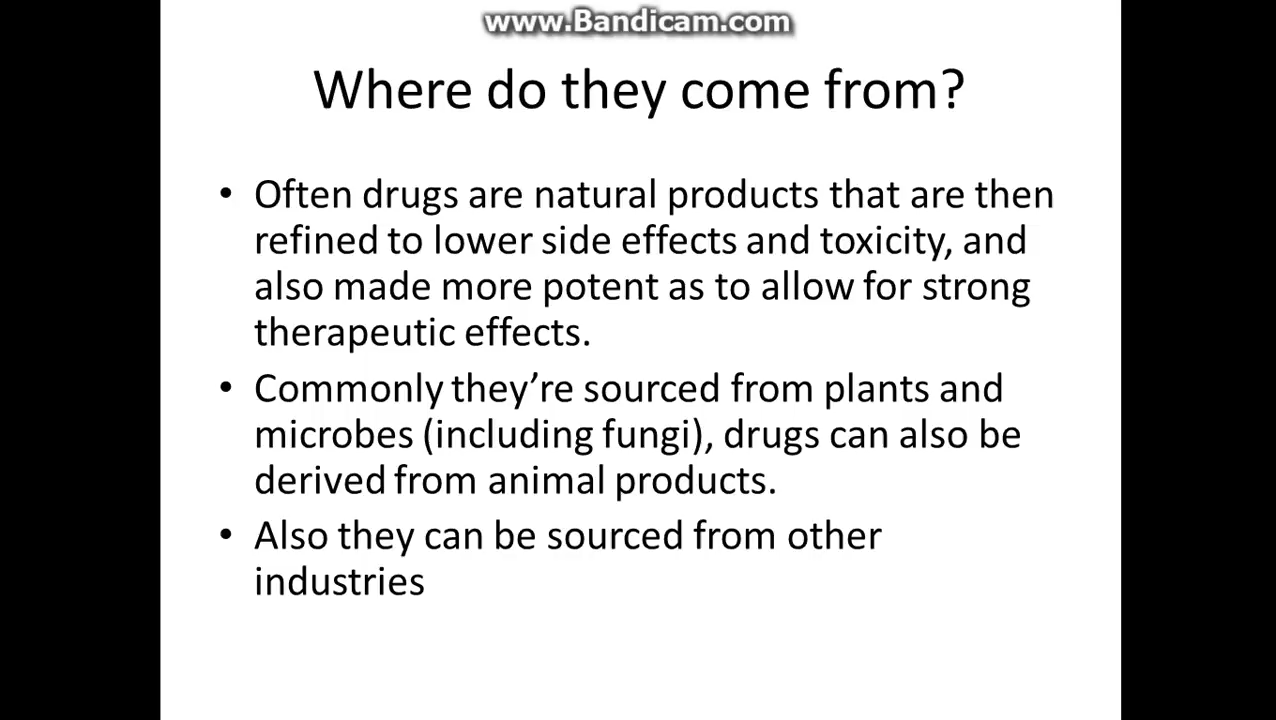 www.Bandicam.com
Where do they come from?
• Often drugs are natural products that are then
refined to lower side effects and toxicity, and
also made more potent as to allow for strong
therapeutic effects.
• Commonly they’re sourced from plants and
microbes (including fungi), drugs can also be
derived from animal products.
• Also they can be sourced from other
industries